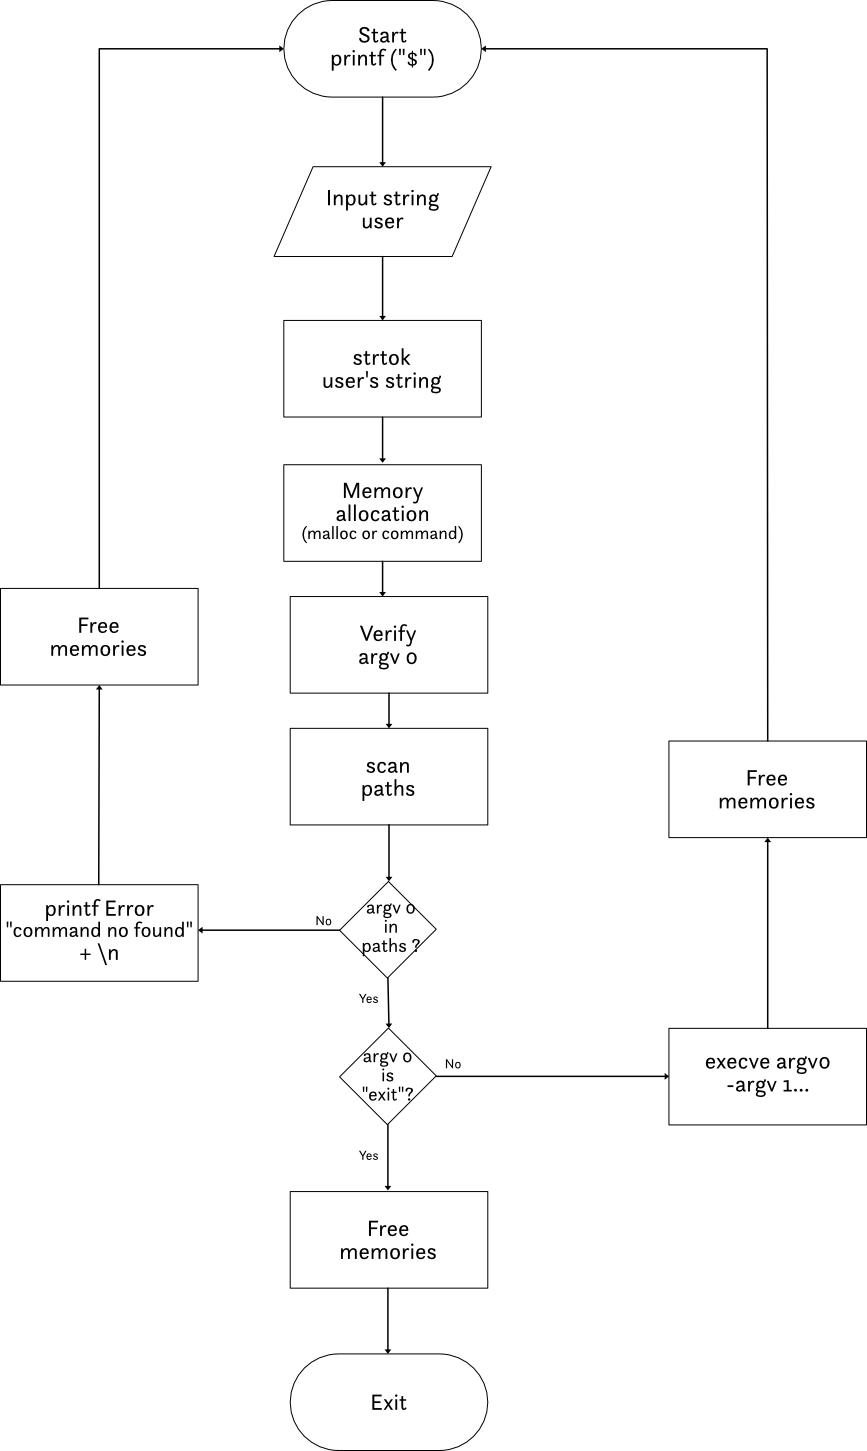 Start
printf ("$")
Input string
user
strtok
user's string
Memory
allocation
(malloc or command)
Verify
argv 0
scan
paths
Free
memories
Free
memories
printf Error
"command no found"
+ \n
No
argv 0
in
paths ?
Yes
argv 0
is
"exit"?
No
execve argv0
-argv 1...
Yes
Free
memories
Exit